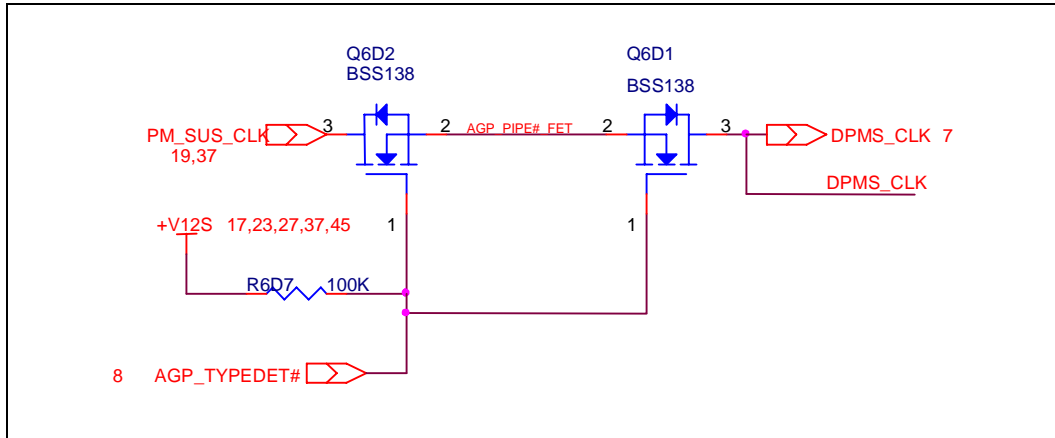 Q6D2 Q6D1
BSS138 BSS138
PM_SUS_CLK 3 2 AGP_PIPE#_FET 2 3 DPMS_CLK 7
19,37
DPMS_CLK
+V12S 17,23,27,37,45 1 1
R6D7 100K
8 AGP_TYPEDET#